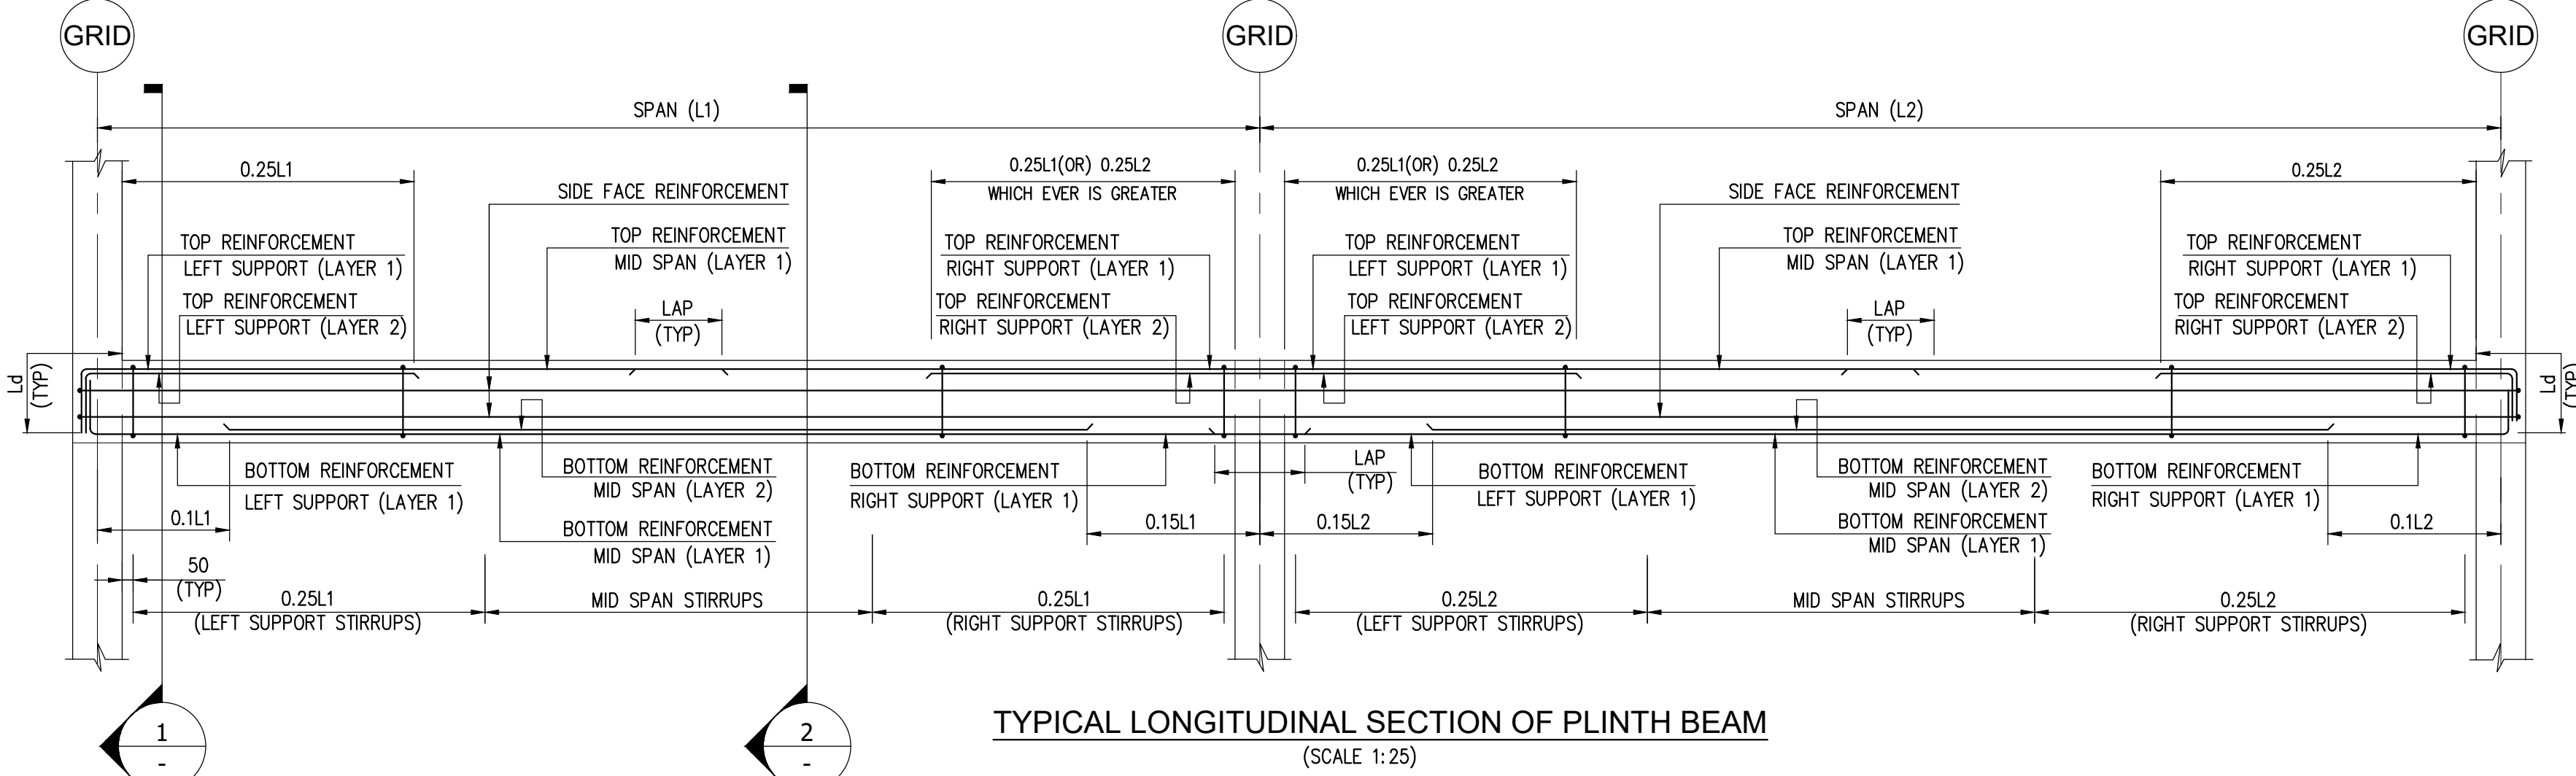 GRID
GRID
GRID
SPAN (L1)
SPAN (L2)
0.25L1
0.25L1(OR) 0.25L2
WHICH EVER IS GREATER
0.25L1(OR) 0.25L2
WHICH EVER IS GREATER
0.25L2
SIDE FACE REINFORCEMENT
SIDE FACE REINFORCEMENT
TOP REINFORCEMENT
LEFT SUPPORT (LAYER 1)
TOP REINFORCEMENT
MID SPAN (LAYER 1)
TOP REINFORCEMENT
RIGHT SUPPORT (LAYER 1)
TOP REINFORCEMENT
LEFT SUPPORT (LAYER 1)
TOP REINFORCEMENT
MID SPAN (LAYER 1)
TOP REINFORCEMENT
RIGHT SUPPORT (LAYER 1)
TOP REINFORCEMENT
LEFT SUPPORT (LAYER 2)
LAP
(TYP)
TOP REINFORCEMENT
RIGHT SUPPORT (LAYER 2)
TOP REINFORCEMENT
LEFT SUPPORT (LAYER 2)
LAP
(TYP)
TOP REINFORCEMENT
RIGHT SUPPORT (LAYER 2)
Ld
(TYP)
Ld
(TYP)
BOTTOM REINFORCEMENT
LEFT SUPPORT (LAYER 1)
BOTTOM REINFORCEMENT
MID SPAN (LAYER 2)
BOTTOM REINFORCEMENT
RIGHT SUPPORT (LAYER 1)
LAP
(TYP)
BOTTOM REINFORCEMENT
LEFT SUPPORT (LAYER 1)
BOTTOM REINFORCEMENT
MID SPAN (LAYER 2)
BOTTOM REINFORCEMENT
RIGHT SUPPORT (LAYER 1)
0.1L1
BOTTOM REINFORCEMENT
MID SPAN (LAYER 1)
0.15L1
0.15L2
BOTTOM REINFORCEMENT
MID SPAN (LAYER 1)
0.1L2
50
(TYP)
0.25L1
(LEFT SUPPORT STIRRUPS)
MID SPAN STIRRUPS
0.25L1
(RIGHT SUPPORT STIRRUPS)
0.25L2
(LEFT SUPPORT STIRRUPS)
MID SPAN STIRRUPS
0.25L2
(RIGHT SUPPORT STIRRUPS)
1
-
2
-
TYPICAL LONGITUDINAL SECTION OF PLINTH BEAM
(SCALE 1:25)